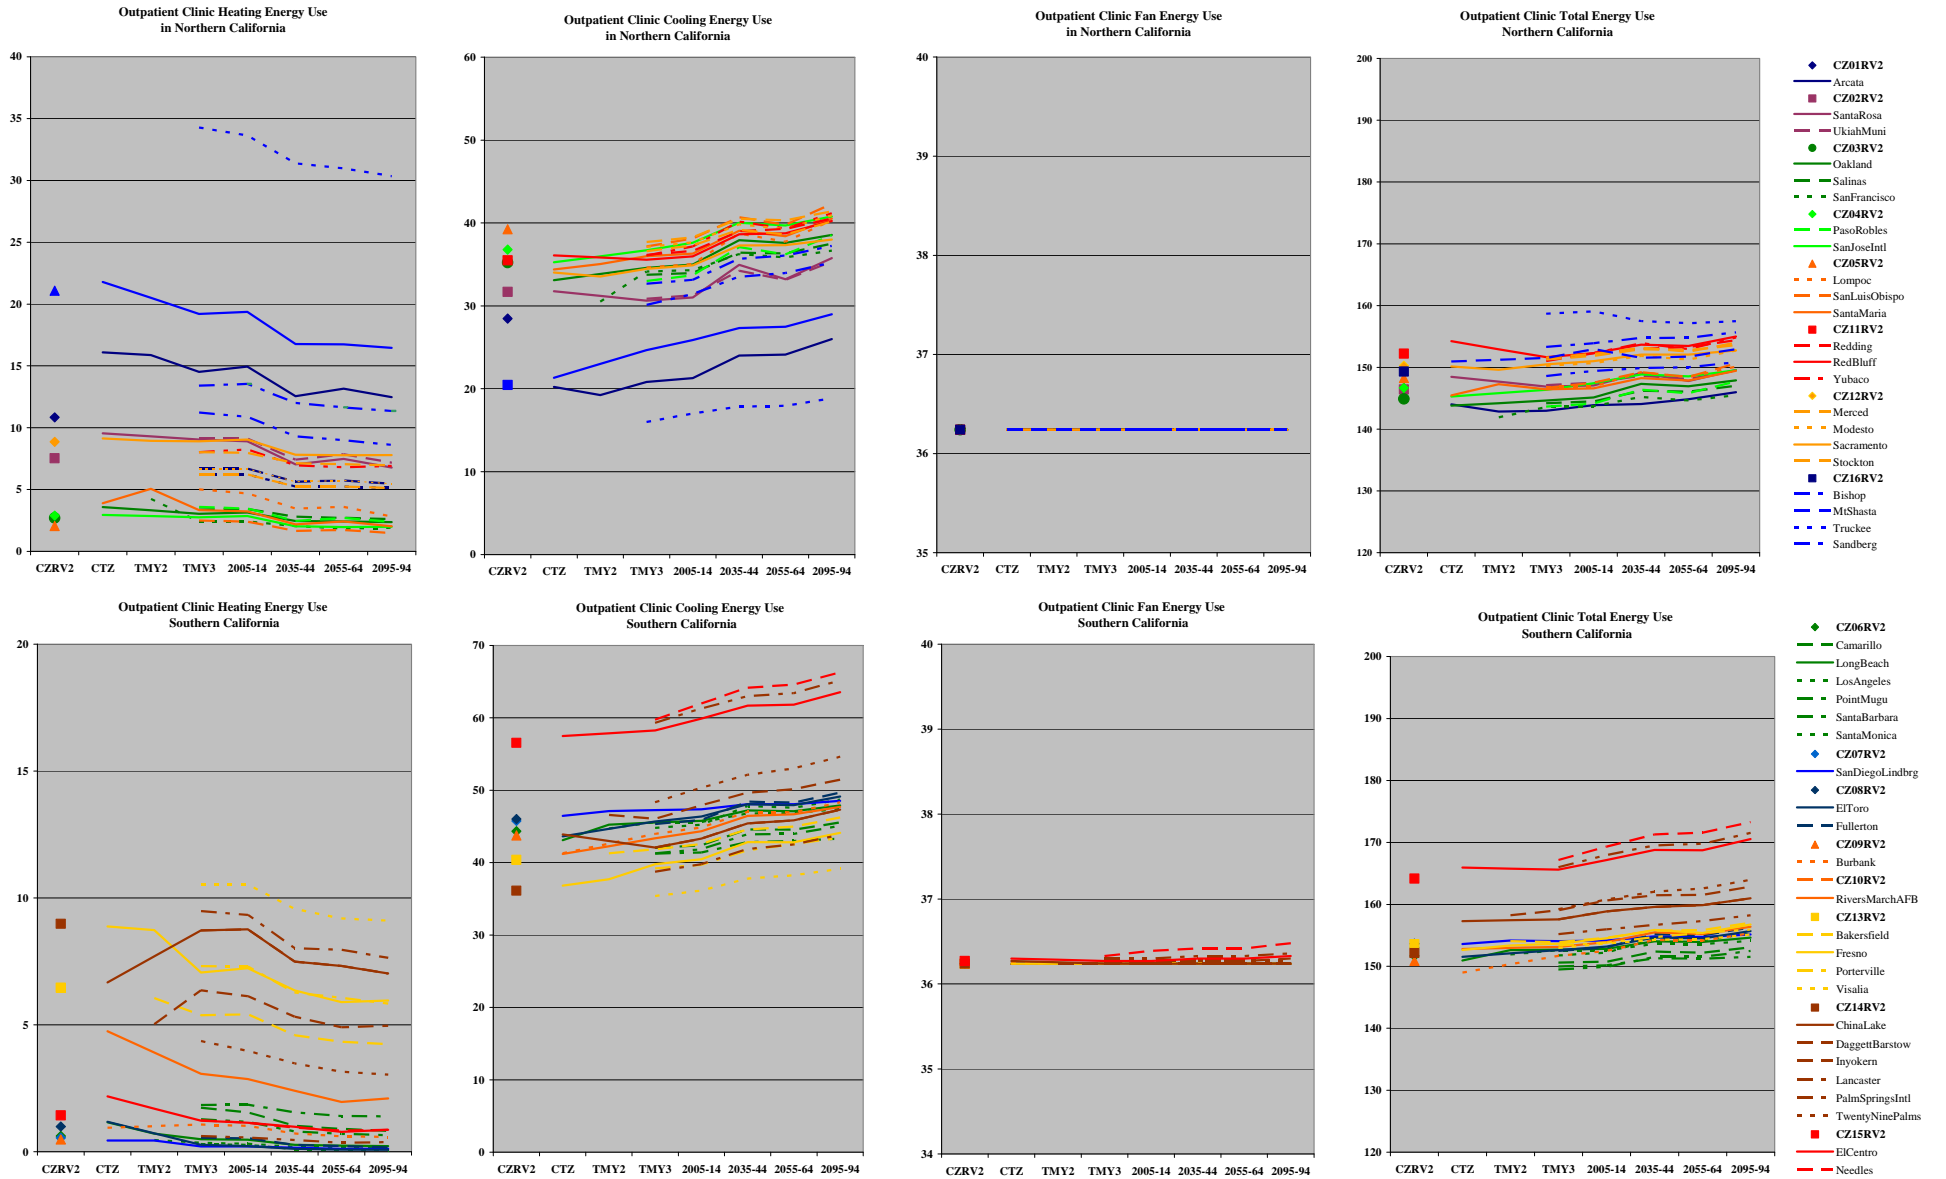 Outpatient Clinic Heating Energy Use
in Northern California
40
35
30
25
20
15
10
5
0
CZRV2 CTZ TMY2 TMY3 2005-14 2035-44 2055-64 2095-94
Outpatient Clinic Cooling Energy Use
in Northern California
60
50
40
30
20
10
0
CZRV2 CTZ TMY2 TMY3 2005-14 2035-44 2055-64 2095-94
Outpatient Clinic Fan Energy Use
in Northern California
40
39
38
37
36
35
CZRV2 CTZ TMY2 TMY3 2005-14 2035-44 2055-64 2095-94
Outpatient Clinic Total Energy Use
Northern California
200
190
180
170
160
150
140
130
120
CZRV2 CTZ TMY2 TMY3 2005-14 2035-44 2055-64 2095-94
CZ01RV2
Arcata
CZ02RV2
SantaRosa
UkiahMuni
CZ03RV2
Oakland
Salinas
SanFrancisco
CZ04RV2
PasoRobles
SanJoseIntl
CZ05RV2
Lompoc
SanLuisObispo
SantaMaria
CZ11RV2
Redding
RedBluff
Yubaco
CZ12RV2
Merced
Modesto
Sacramento
Stockton
CZ16RV2
Bishop
MtShasta
Truckee
Sandberg
Outpatient Clinic Heating Energy Use
Southern California
20
15
10
5
0
CZRV2 CTZ TMY2 TMY3 2005-14 2035-44 2055-64 2095-94
Outpatient Clinic Cooling Energy Use
Southern California
70
60
50
40
30
20
10
0
CZRV2 CTZ TMY2 TMY3 2005-14 2035-44 2055-64 2095-94
Outpatient Clinic Fan Energy Use
Southern California
40
39
38
37
36
35
34
CZRV2 CTZ TMY2 TMY3 2005-14 2035-44 2055-64 2095-94
Outpatient Clinic Total Energy Use
Southern California
200
190
180
170
160
150
140
130
120
CZRV2 CTZ TMY2 TMY3 2005-14 2035-44 2055-64 2095-94
CZ06RV2
Camarillo
LongBeach
LosAngeles
PointMugu
SantaBarbara
SantaMonica
CZ07RV2
SanDiegoLindbrg
CZ08RV2
ElToro
Fullerton
CZ09RV2
Burbank
CZ10RV2
RiversMarchAFB
CZ13RV2
Bakersfield
Fresno
Porterville
Visalia
CZ14RV2
ChinaLake
DaggettBarstow
Inyokern
Lancaster
PalmSpringsIntl
TwentyNinePalms
CZ15RV2
ElCentro
Needles